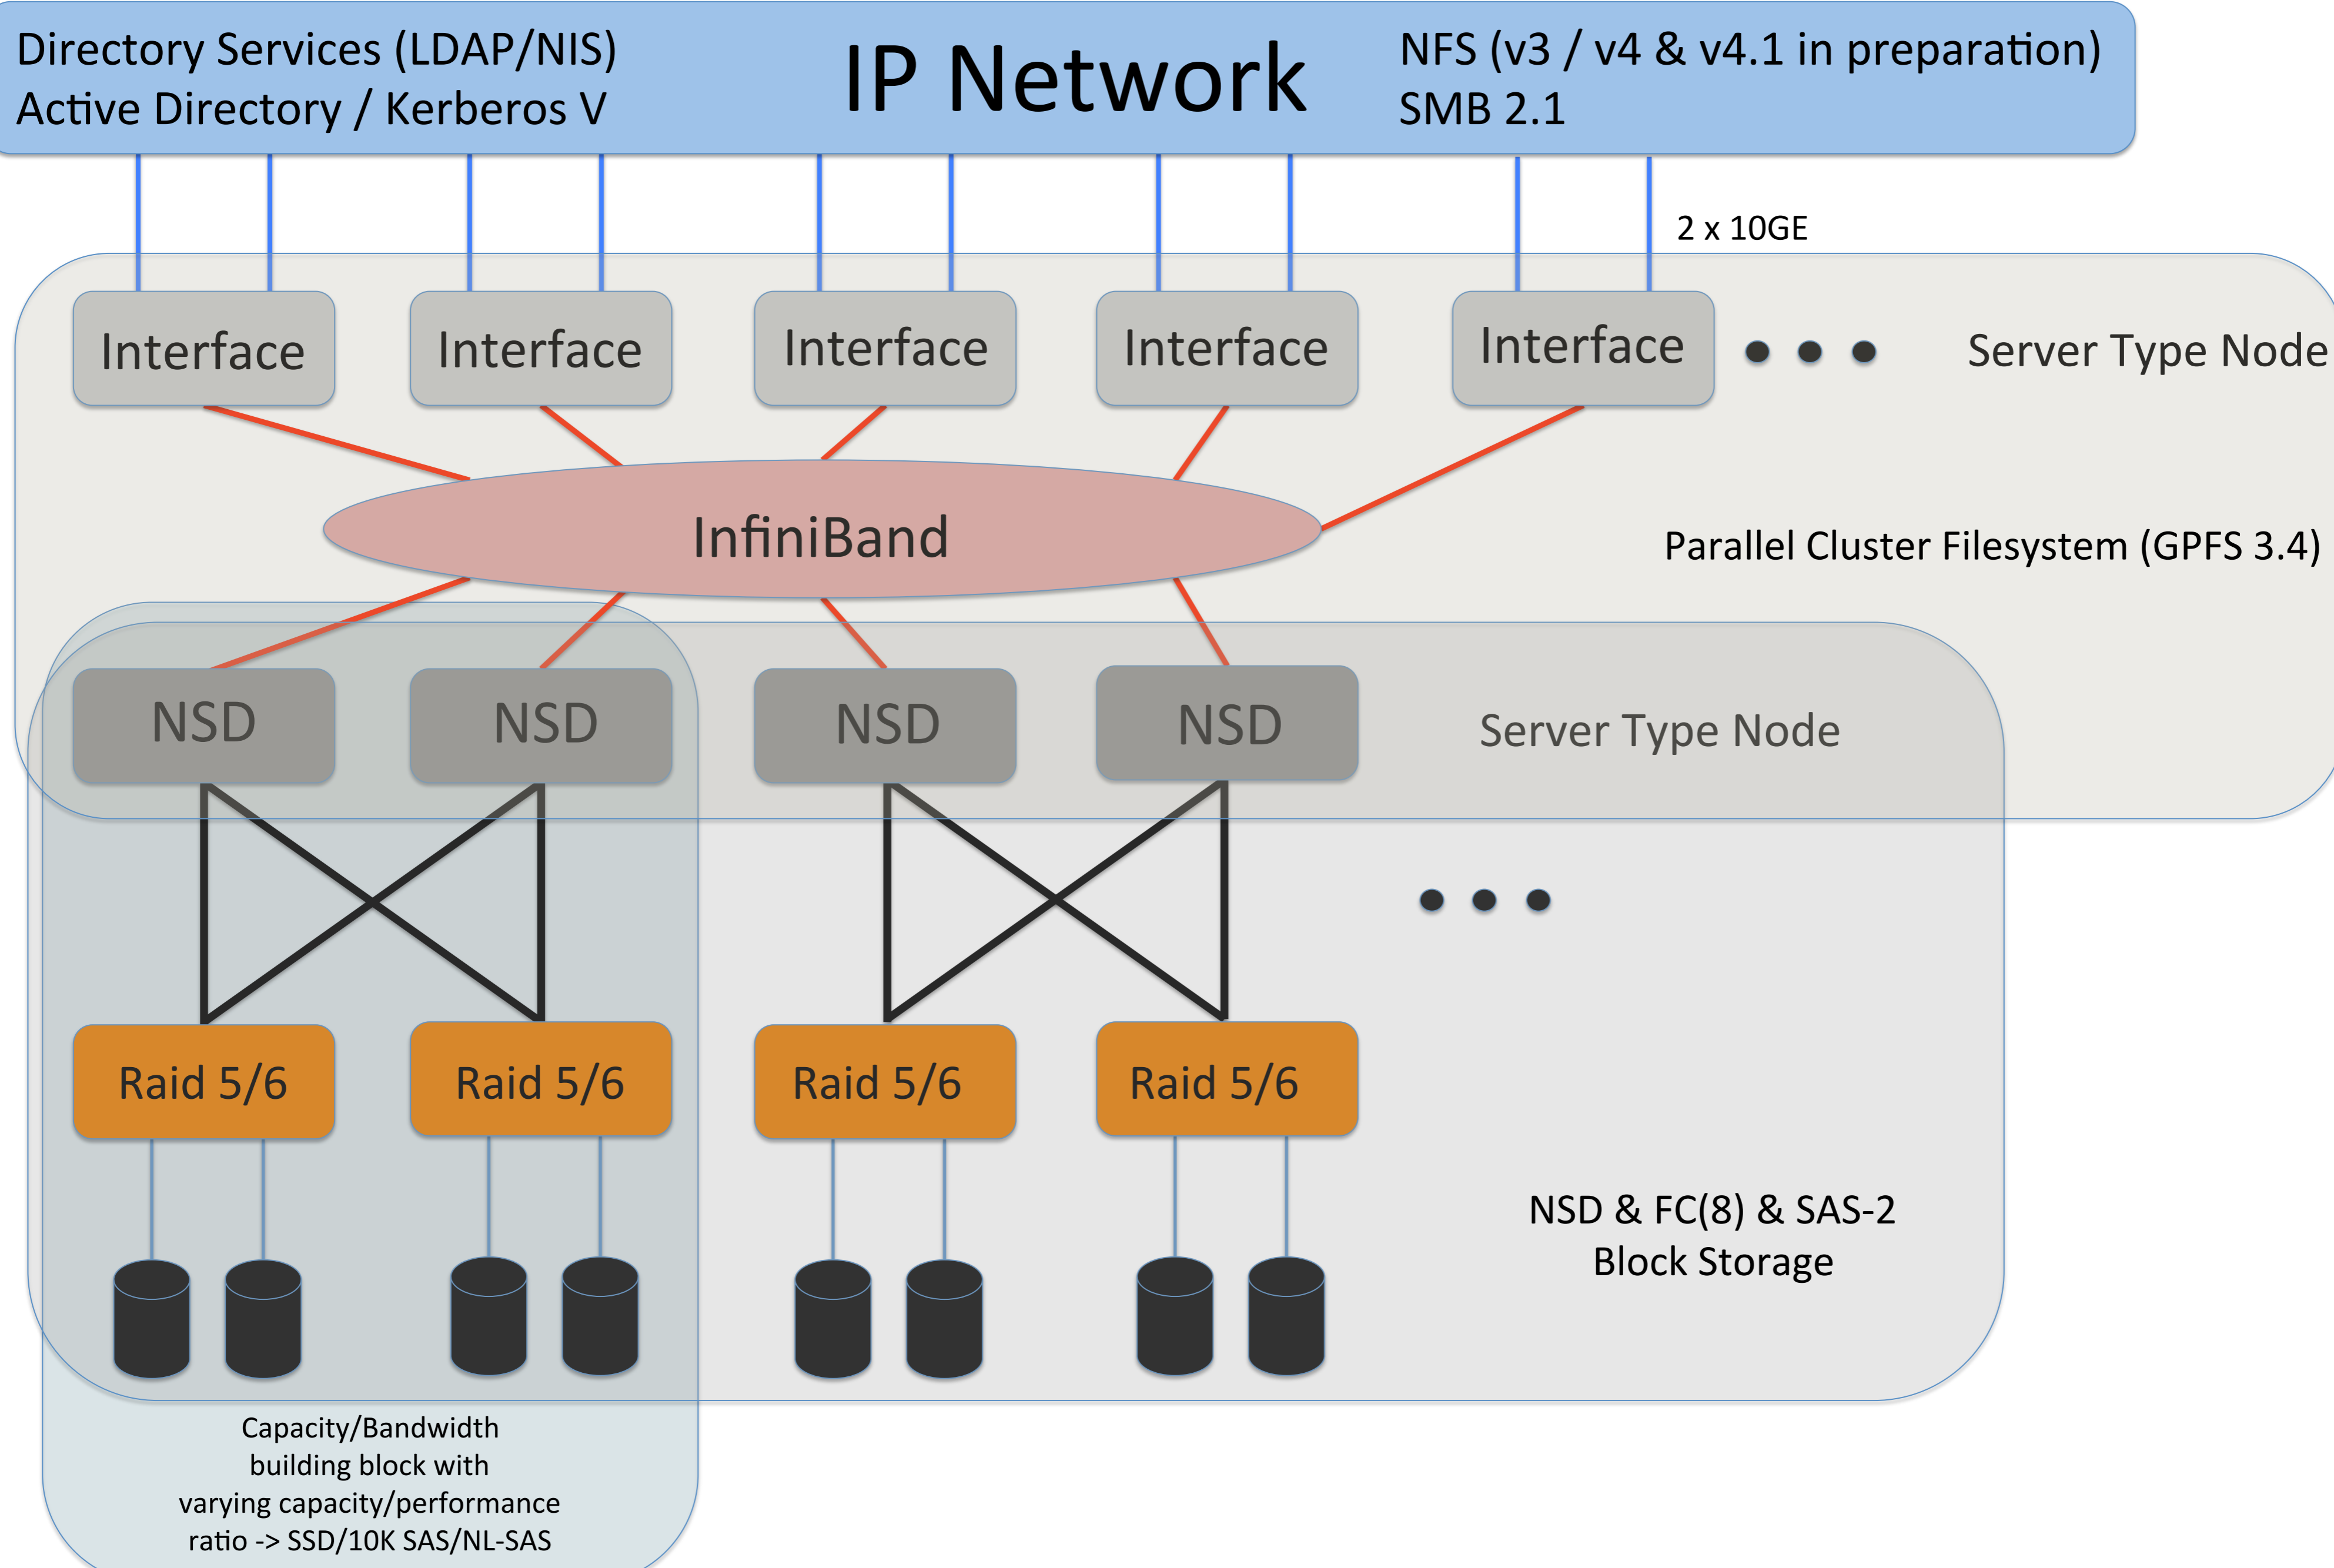 Directory Services (LDAP/NIS)
Active Directory / Kerberos V
IP Network
NFS (v3 / v4 & v4.1 in preparation)
SMB 2.1
2 x 10GE
Interface
Interface
Interface
Interface
Interface
Server Type Node
InfiniBand
Parallel Cluster Filesystem (GPFS 3.4)
NSD
NSD
NSD
NSD
Server Type Node
Raid 5/6
Raid 5/6
Raid 5/6
Raid 5/6
NSD & FC(8) & SAS-2
Block Storage
Capacity/Bandwidth
building block with
varying capacity/performance
ratio -> SSD/10K SAS/NL-SAS